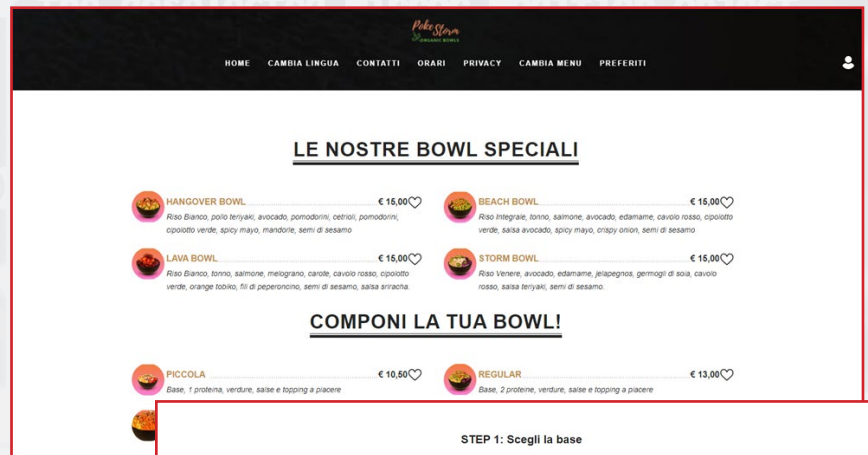 Poke Storm
ORGANIC BOWLS
HOME CAMBIA LINGUA CONTATTI ORARI PRIVACY CAMBIA MENU PREFERITI
LE NOSTRE BOWL SPECIALI
HANGOVER BOWL € 15,00
Riso Bianco, pollo teriyaki, avocado, pomodorini, cetrioli, pomodorini,
cipolotto verde, spicy mayo, mandorle, semi di sesamo
BEACH BOWL € 15,00
Riso Integrale, tonno, salmone, avocado, edamame, cavolo rosso, cipolotto
verde, salsa avocado, spicy mayo, crispy onion, semi di sesamo
LAVA BOWL € 15,00
Riso Bianco, tonno, salmone, melograno, carote, cavolo rosso, cipolotto
verde, orange tobiko, fili di peperoncino, semi di sesamo, salsa sriracha.
STORM BOWL € 15,00
Riso Venere, avocado, edamame, jelapegnos, germogli di soia, cavolo
rosso, salsa teriyaki, semi di sesamo.
COMPONI LA TUA BOWL!
PICCOLA € 10,50
Base, 1 proteina, verdure, salse e topping a piacere
REGULAR € 13,00
Base, 2 proteine, verdure, salse e topping a piacere
STEP 1: Scegli la base